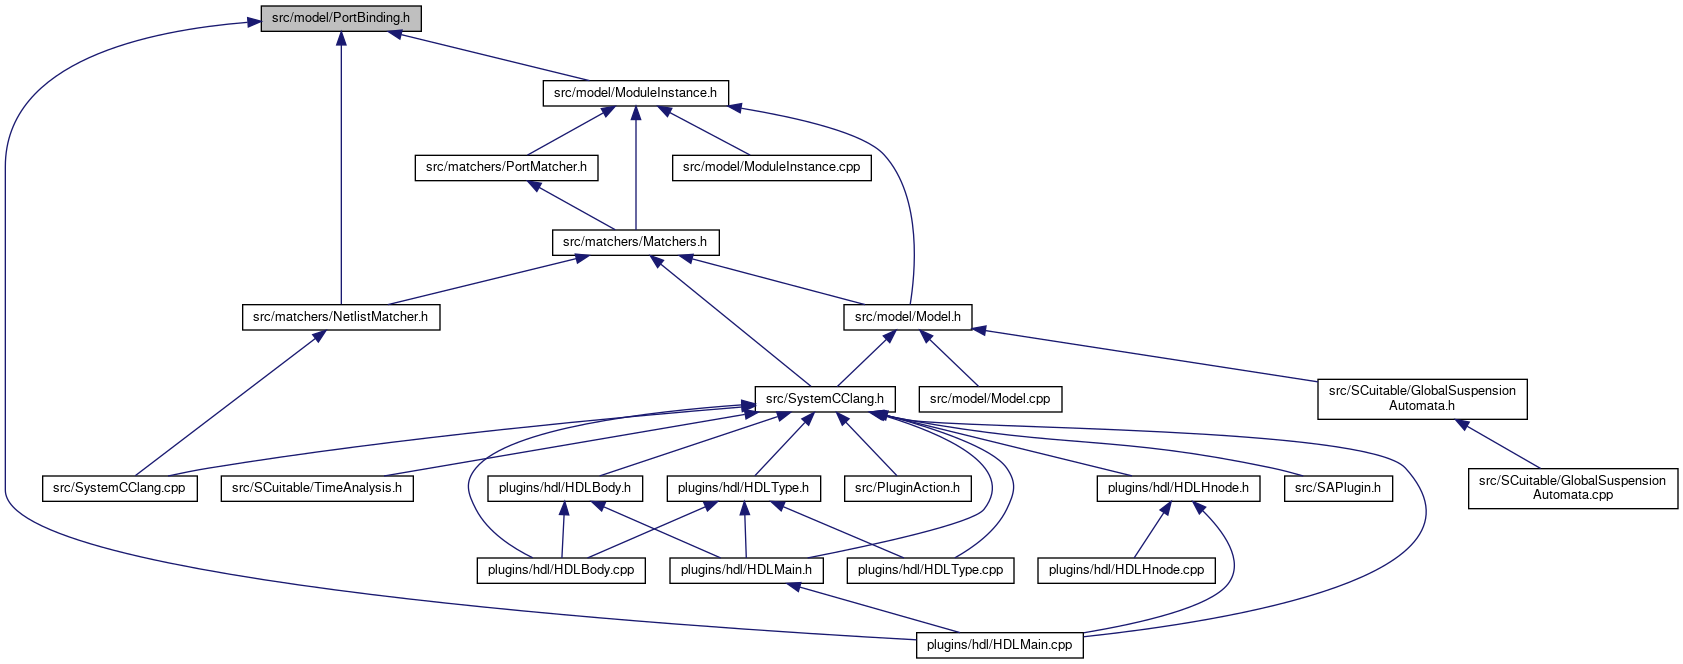 src/model/PortBinding.h
src/model/ModuleInstance.h
src/matchers/PortMatcher.h
src/model/ModuleInstance.cpp
src/matchers/Matchers.h
src/matchers/NetlistMatcher.h
src/model/Model.h
src/SystemCClang.h
src/model/Model.cpp
src/SCuitable/GlobalSuspension
Automata.h
src/SystemCClang.cpp
src/SCuitable/TimeAnalysis.h
plugins/hdl/HDLBody.h
plugins/hdl/HDLType.h
src/PluginAction.h
plugins/hdl/HDLHnode.h
src/SAPlugin.h
src/SCuitable/GlobalSuspension
Automata.cpp
plugins/hdl/HDLBody.cpp
plugins/hdl/HDLMain.h
plugins/hdl/HDLType.cpp
plugins/hdl/HDLHnode.cpp
plugins/hdl/HDLMain.cpp